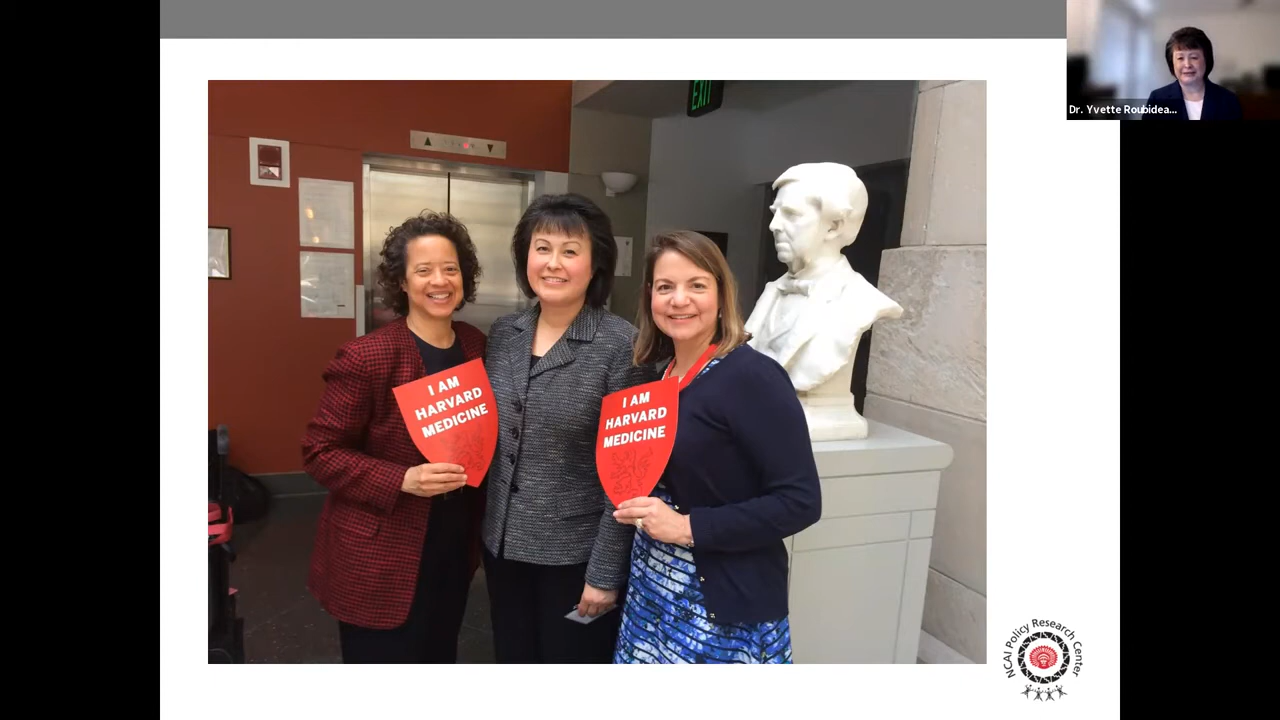 Dr. Yvette Roubidea...
EXIT
I AM
HARVARD
MEDICINE
I AM
HARVARD
MEDICINE
NCAI Policy Research Center